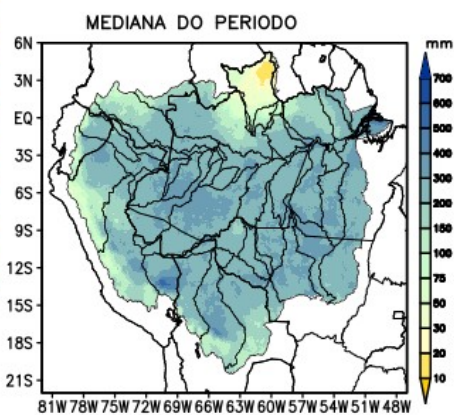 MEDIANA DO PERIODO
6N
3N
EQ
3S
6S
9S
12S
15S
18S
21S
81W 78W 75W 72W 69W 66W 63W 60W 57W 54W 51W 48W
mm
700
600
500
400
300
200
150
100
75
50
30
20
10